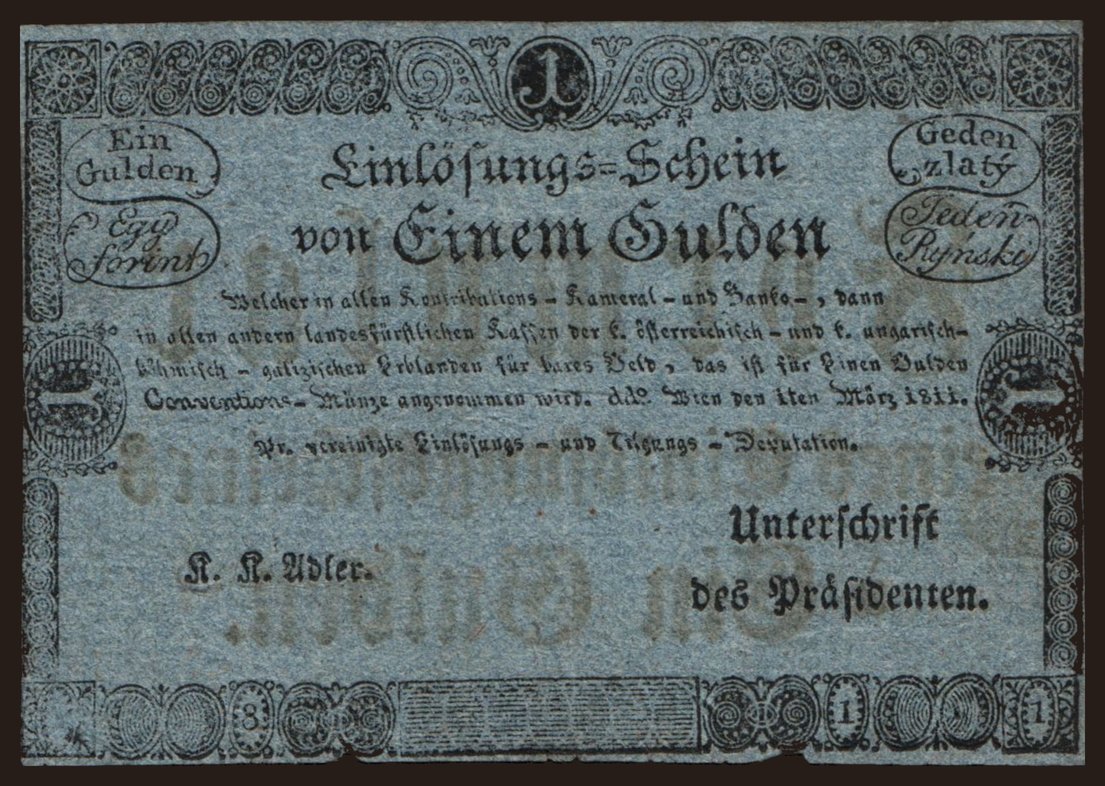 1
Ein
Gulden
Egy
forint
Geden
zlatý
Jeden
Ryński
Einlösungs=Schein
von Einem Gulden
Welcher in allen Kontributions - Kameral - und Banko -, dann
in allen andern landesfürstlichen Kassen der k. österreichisch - und k. ungarisch-
böhmisch - galizischen Erblanden für bares Geld, das ist für Einen Gulden
Conventions- Münze angenommen wird. ddo. Wien den 1ten März 1811.
Pr. vereinigte Einlösungs - und Tilgungs - Deputation.
1
1
Unterschrift
K. K. Adler.
des Präsidenten.
8
1
1